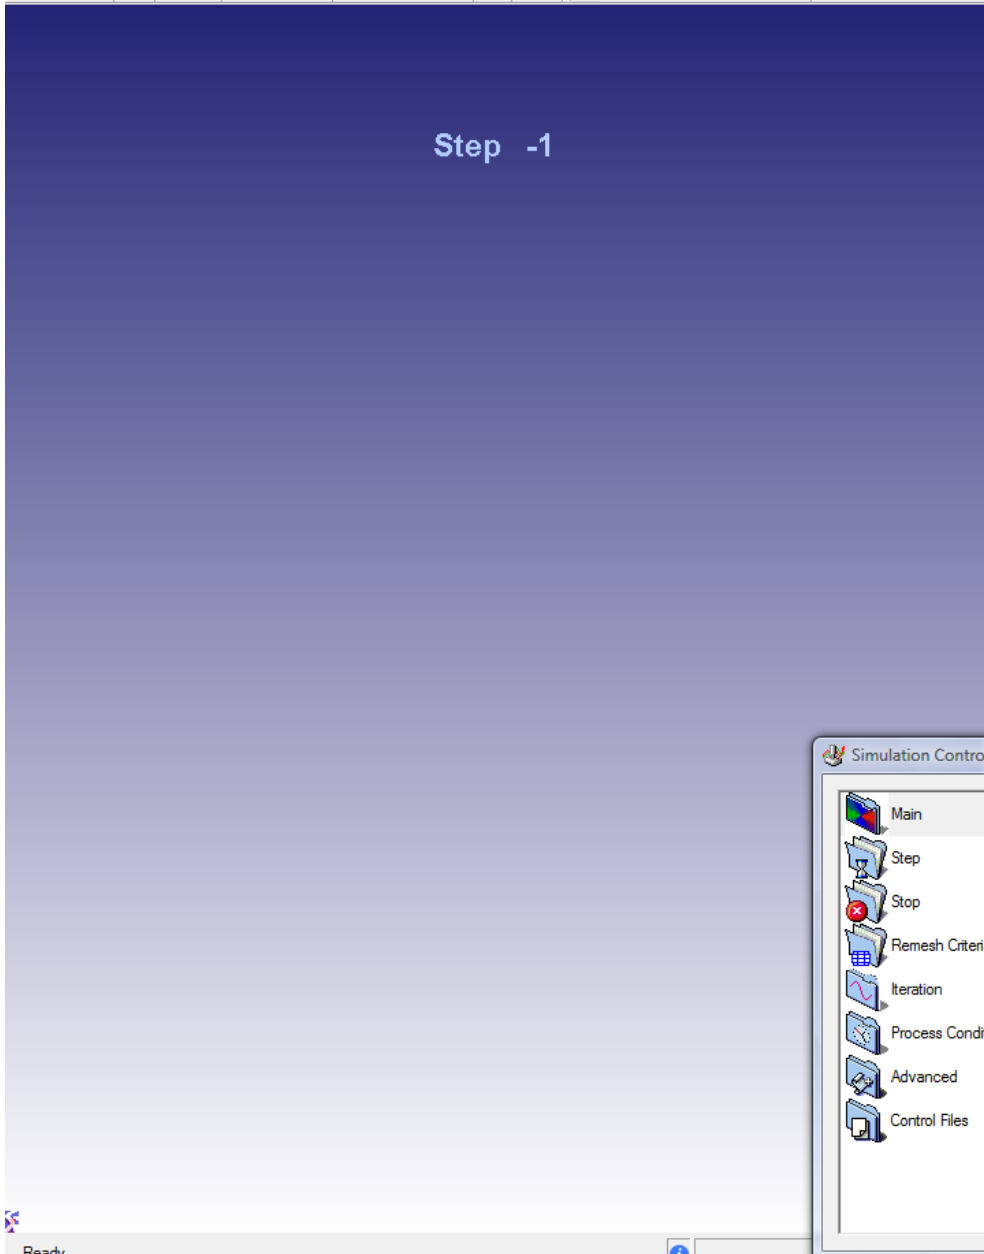 Step -1
Simulation Contro
Main
Step
Stop
Remesh Criteri
Iteration
Process Condi
Advanced
Control Files
Ready